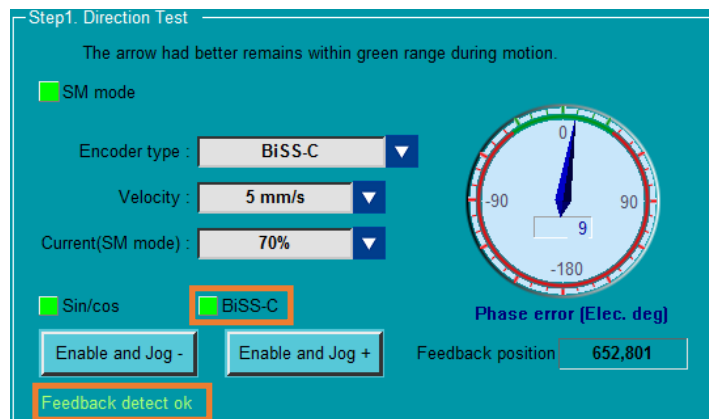 Step1. Direction Test
The arrow had better remains within green range during motion.
SM mode
Encoder type : BiSS-C
Velocity : 5 mm/s
Current(SM mode) : 70%
0
-90 90
9
-180
Phase error (Elec. deg)
Sin/cos BiSS-C
Enable and Jog - Enable and Jog + Feedback position 652,801
Feedback detect ok